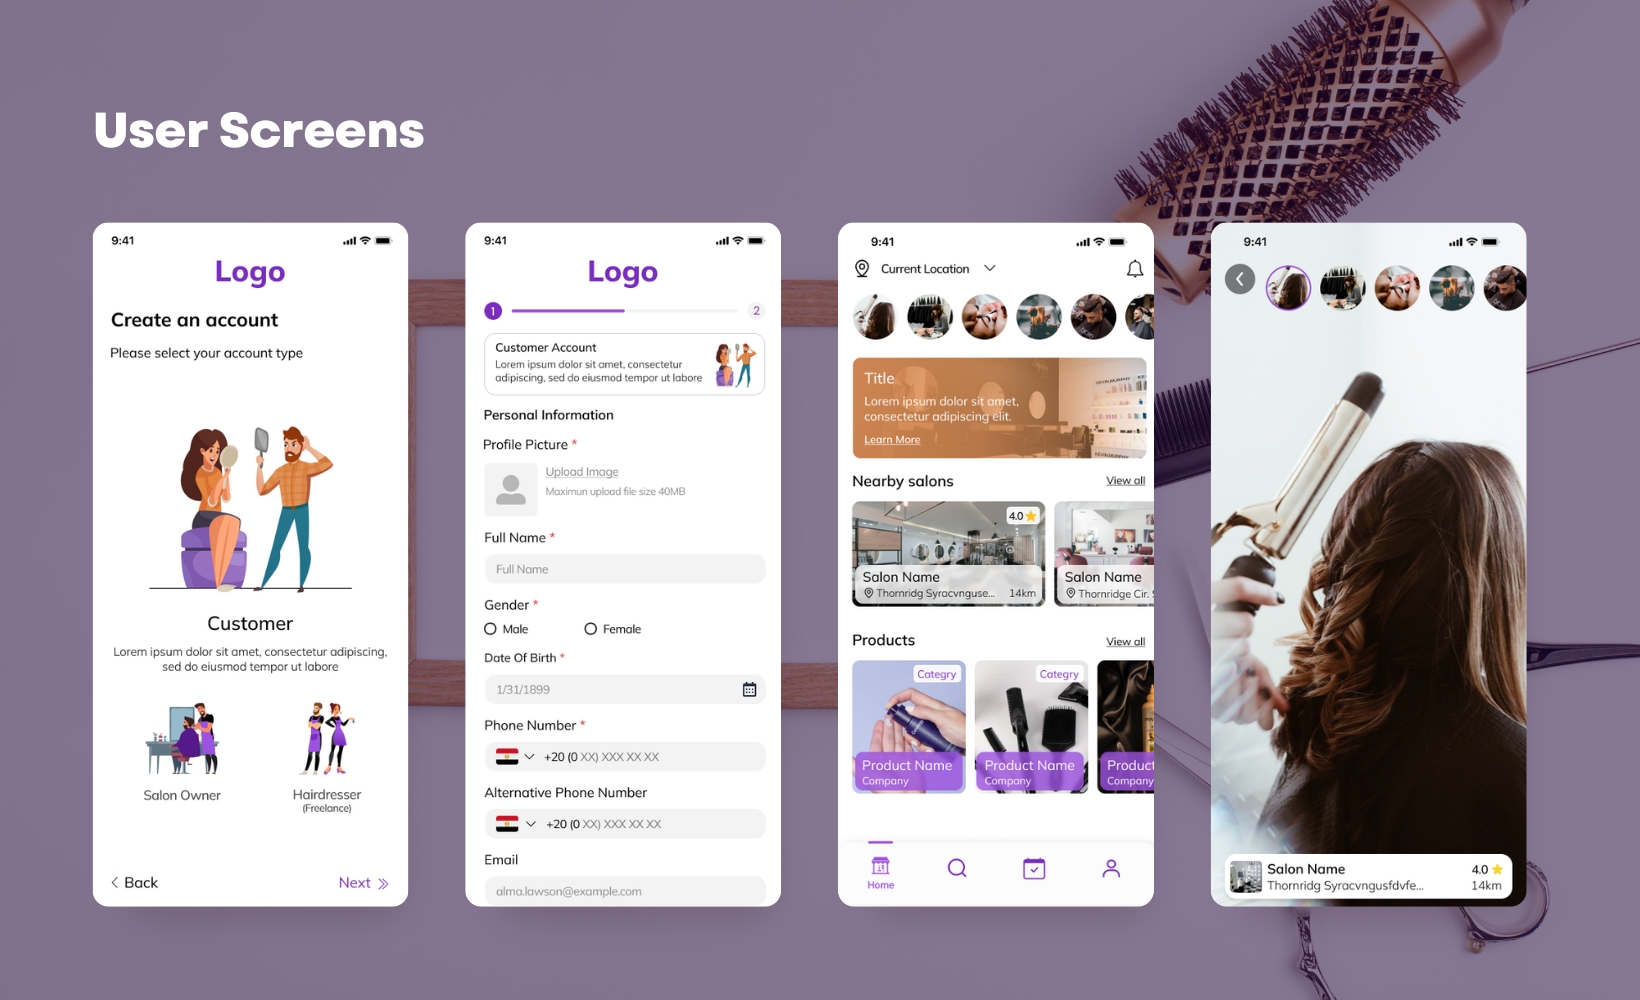 User Screens
9:41
Logo
Create an account
Please select your account type
Customer
Lorem ipsum dolor sit amet, consectetur adipiscing,
sed do eiusmod tempor ut labore
Salon Owner
Hairdresser
(Freelance)
Back
Next
9:41
Logo
1
2
Customer Account
Lorem ipsum dolor sit amet, consectetur
adipiscing, sed do eiusmod tempor ut labore
Personal Information
Profile Picture *
Upload Image
Maximun upload file size 40MB
Full Name *
Full Name
Gender *
Male
Female
Date Of Birth *
1/31/1899
Phone Number *
+20 (0 XX) XXX XX XX
Alternative Phone Number
+20 (0 XX) XXX XX XX
Email
alma.lawson@example.com
9:41
Current Location
Title
Lorem ipsum dolor sit amet,
consectetur adipiscing elit.
Learn More
KEVIN.MURPHY
Nearby salons
View all
4.0
Salon Name
Thornridg Syracvnguse...
14km
Salon Name
Thornridge Cir. S
Products
View all
Categry
Product Name
Company
Categry
Product Name
Company
Product
Company
Home
9:41
Salon Name
4.0
Thornridg Syracvngusfdvfe...
14km